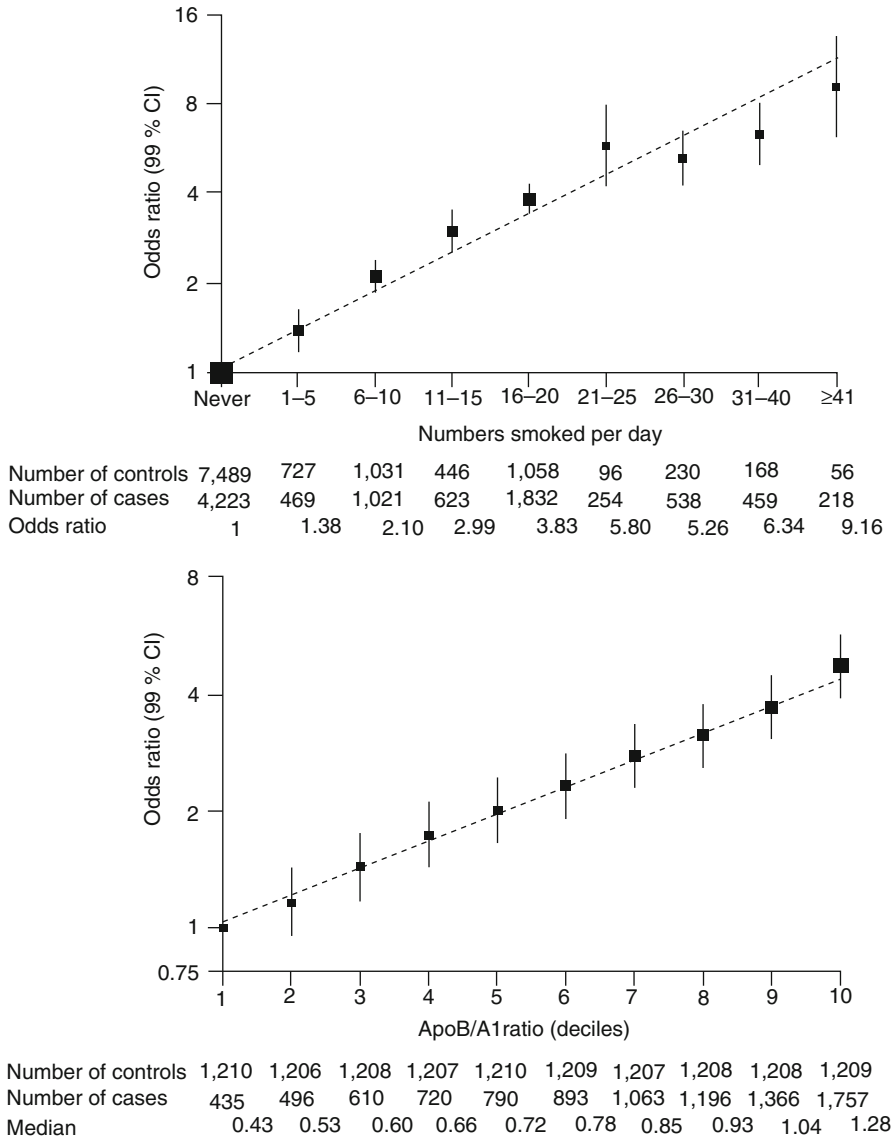 16
8
4
2
1
Odds ratio (99 % CI)
Never 1–5 6–10 11–15 16–20 21–25 26–30 31–40 ≥41
Numbers smoked per day
Number of controls 7,489 727 1,031 446 1,058 96 230 168 56
Number of cases 4,223 469 1,021 623 1,832 254 538 459 218
Odds ratio 1 1.38 2.10 2.99 3.83 5.80 5.26 6.34 9.16
8
4
2
1
0.75
Odds ratio (99 % CI)
1 2 3 4 5 6 7 8 9 10
ApoB/A1ratio (deciles)
Number of controls 1,210 1,206 1,208 1,207 1,210 1,209 1,207 1,208 1,208 1,209
Number of cases 435 496 610 720 790 893 1,063 1,196 1,366 1,757
Median 0.43 0.53 0.60 0.66 0.72 0.78 0.85 0.93 1.04 1.28